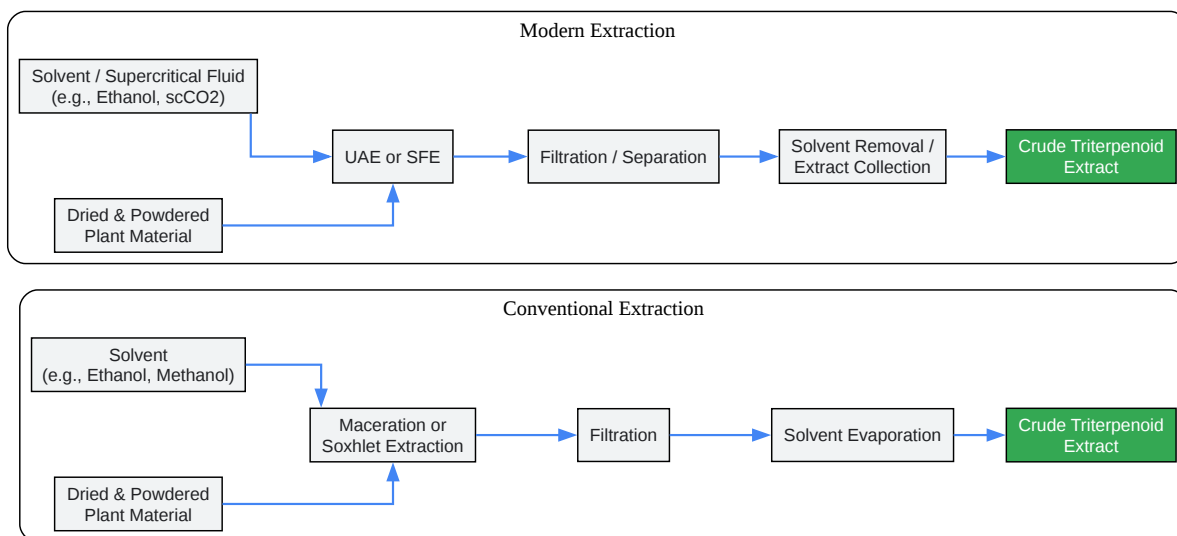 Modern Extraction
Solvent / Supercritical Fluid
(e.g., Ethanol, scCO2)
UAE or SFE
Filtration / Separation
Solvent Removal /
Extract Collection
Crude Triterpenoid
Extract
Dried & Powdered
Plant Material
Conventional Extraction
Solvent
(e.g., Ethanol, Methanol)
Maceration or
Soxhlet Extraction
Filtration
Solvent Evaporation
Crude Triterpenoid
Extract
Dried & Powdered
Plant Material